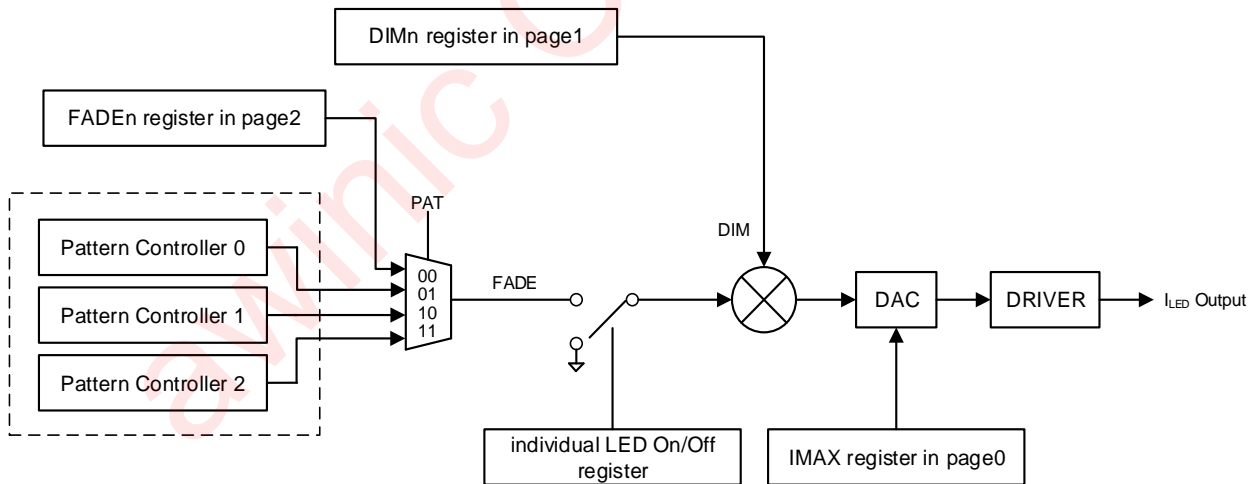 DIMn register in page1
FADEn register in page2
PAT
Pattern Controller 0
Pattern Controller 1
Pattern Controller 2
00
01
10
11
FADE
DIM
DAC
DRIVER
ILED Output
individual LED On/Off
register
IMAX register in page0
awinic C